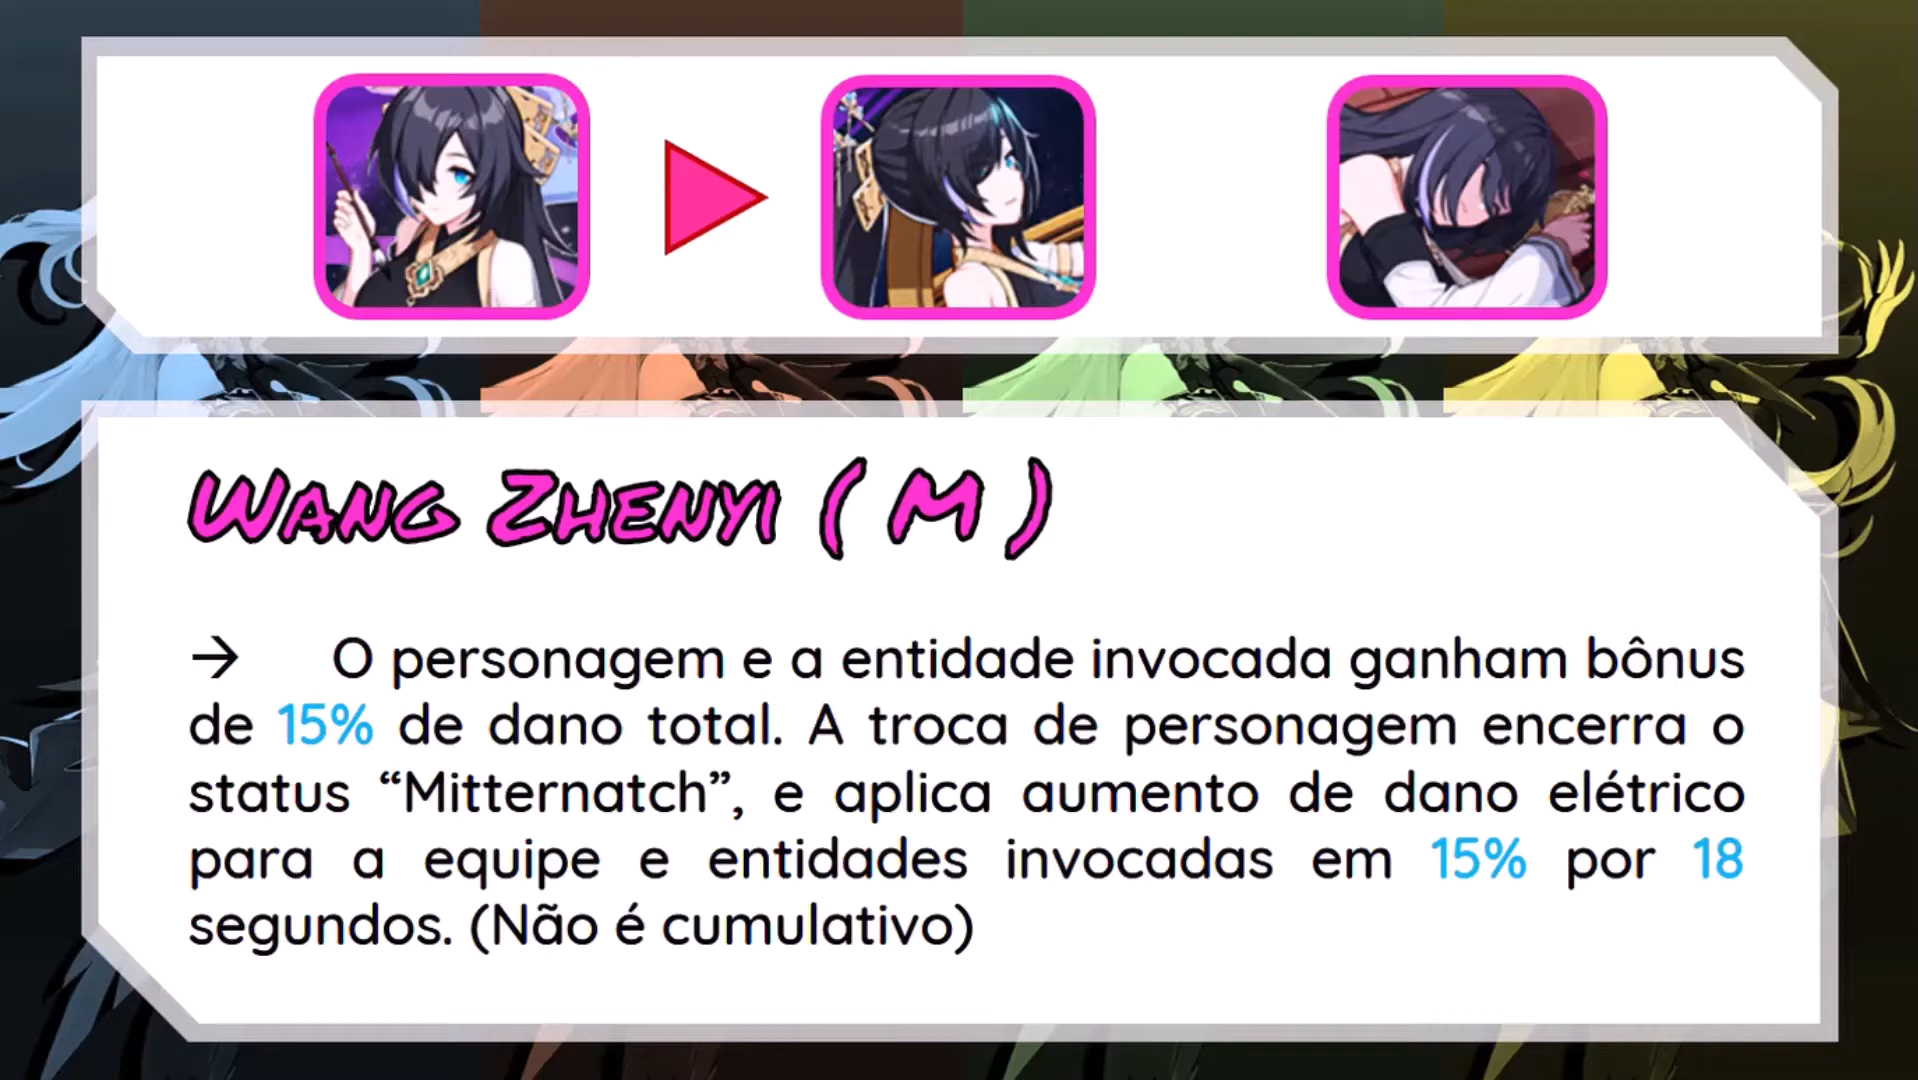 WANG ZHENYI ( M )
→ O personagem e a entidade invocada ganham bônus
de 15% de dano total. A troca de personagem encerra o
status “Mitternatch”, e aplica aumento de dano elétrico
para a equipe e entidades invocadas em 15% por 18
segundos. (Não é cumulativo)